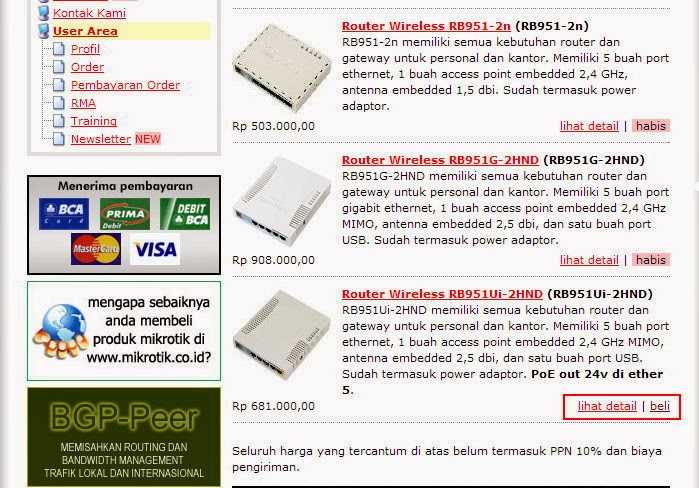 Kontak Kami
User Area
Profil
Order
Pembayaran Order
RMA
Training
Newsletter NEW
Menerima pembayaran
BCA Card
PRIMA Debit
DEBIT BCA
MasterCard
VISA
mengapa sebaiknya
anda membeli
produk mikrotik di
www.mikrotik.co.id?
BGP-Peer
MEMISAHKAN ROUTING DAN
BANDWIDTH MANAGEMENT
TRAFIK LOKAL DAN INTERNASIONAL
Router Wireless RB951-2n (RB951-2n)
RB951-2n memiliki semua kebutuhan router dan
gateway untuk personal dan kantor. Memiliki 5 buah port
ethernet, 1 buah access point embedded 2,4 GHz,
antenna embedded 1,5 dbi. Sudah termasuk power
adaptor.
Rp 503.000,00
lihat detail | habis
Router Wireless RB951G-2HND (RB951G-2HND)
RB951G-2HND memiliki semua kebutuhan router dan
gateway untuk personal dan kantor. Memiliki 5 buah port
gigabit ethernet, 1 buah access point embedded 2,4 GHz
MIMO, antenna embedded 2,5 dbi, dan satu buah port
USB. Sudah termasuk power adaptor.
Rp 908.000,00
lihat detail | habis
Router Wireless RB951Ui-2HND (RB951Ui-2HND)
RB951Ui-2HND memiliki semua kebutuhan router dan
gateway untuk personal dan kantor. Memiliki 5 buah port
ethernet, 1 buah access point embedded 2,4 GHz MIMO,
antenna embedded 2,5 dbi, dan satu buah port USB.
Sudah termasuk power adaptor. PoE out 24v di ether
5.
Rp 681.000,00
lihat detail | beli
Seluruh harga yang tercantum di atas belum termasuk PPN 10% dan biaya
pengiriman.